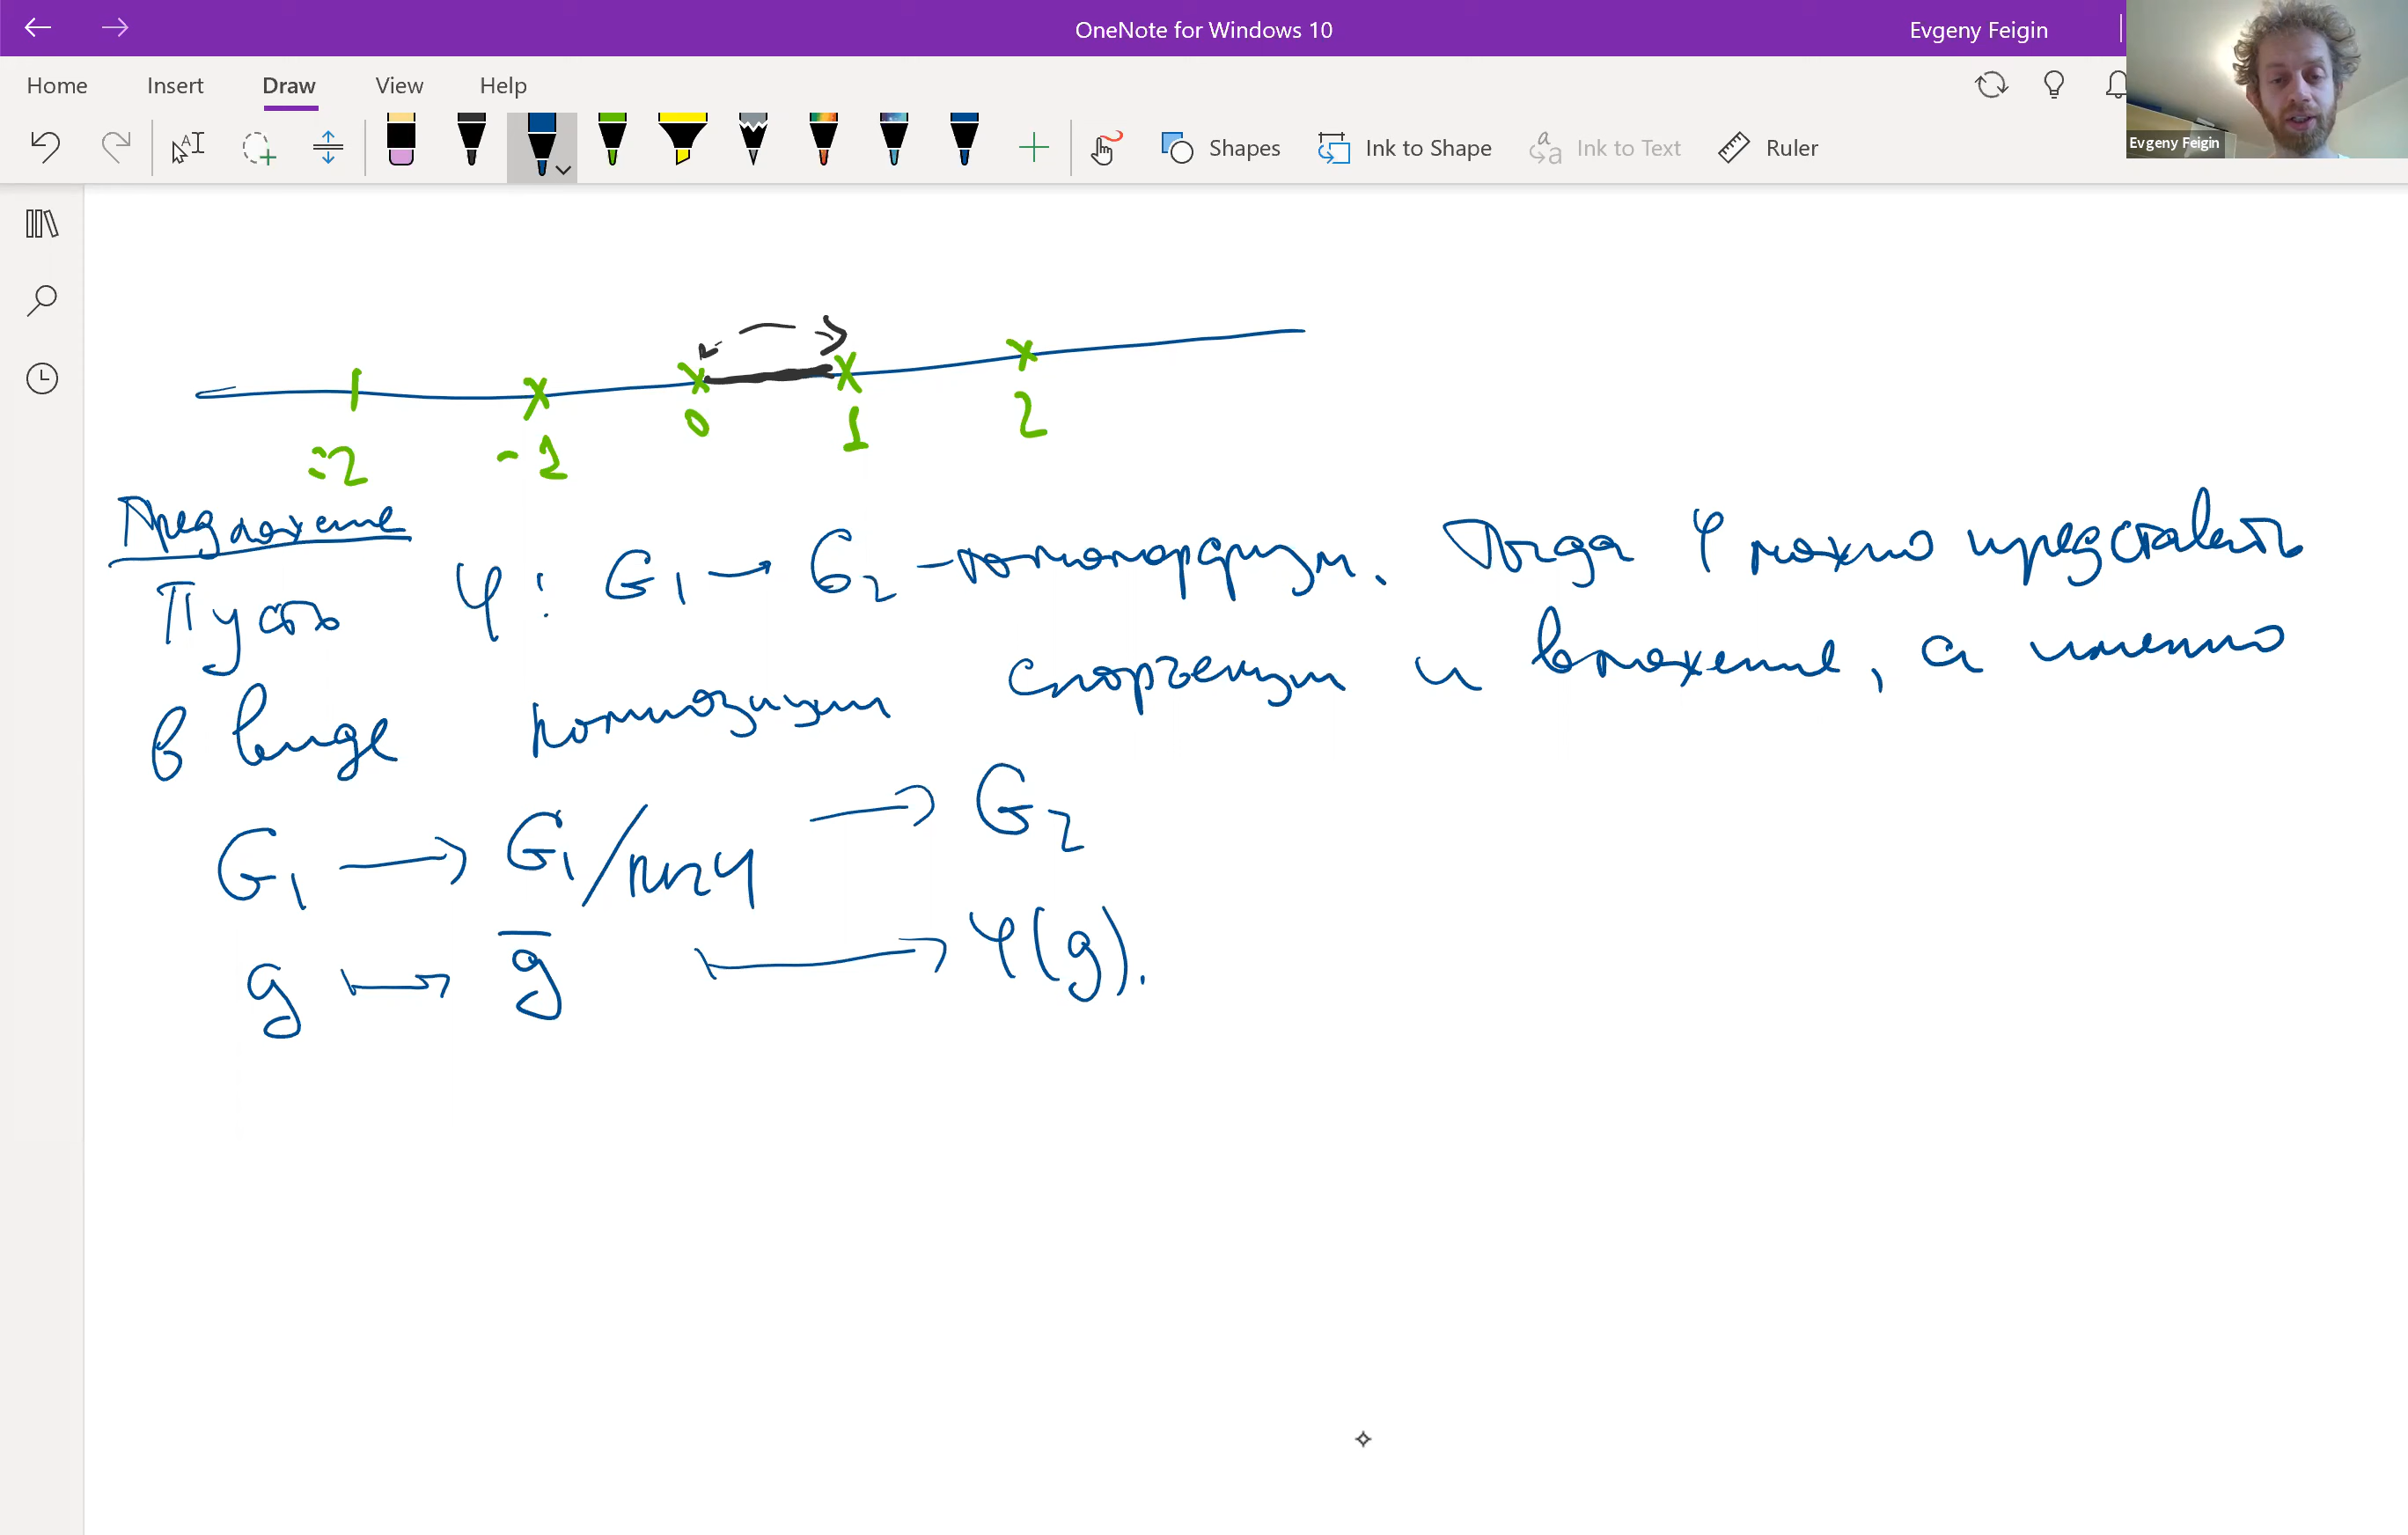 OneNote for Windows 10
Evgeny Feigin
Home Insert Draw View Help
Shapes Ink to Shape Ink to Text Ruler
Evgeny Feigin
-2 -1 0 1 2
Предложение
Пусть φ : G₁ → G₂ - гомоморфизм. Тогда φ можно представить
в виде композиции сюръекции и вложения, а именно
G₁ → G₁/ker φ → G₂
g ↦ g̅ ↦ φ(g).